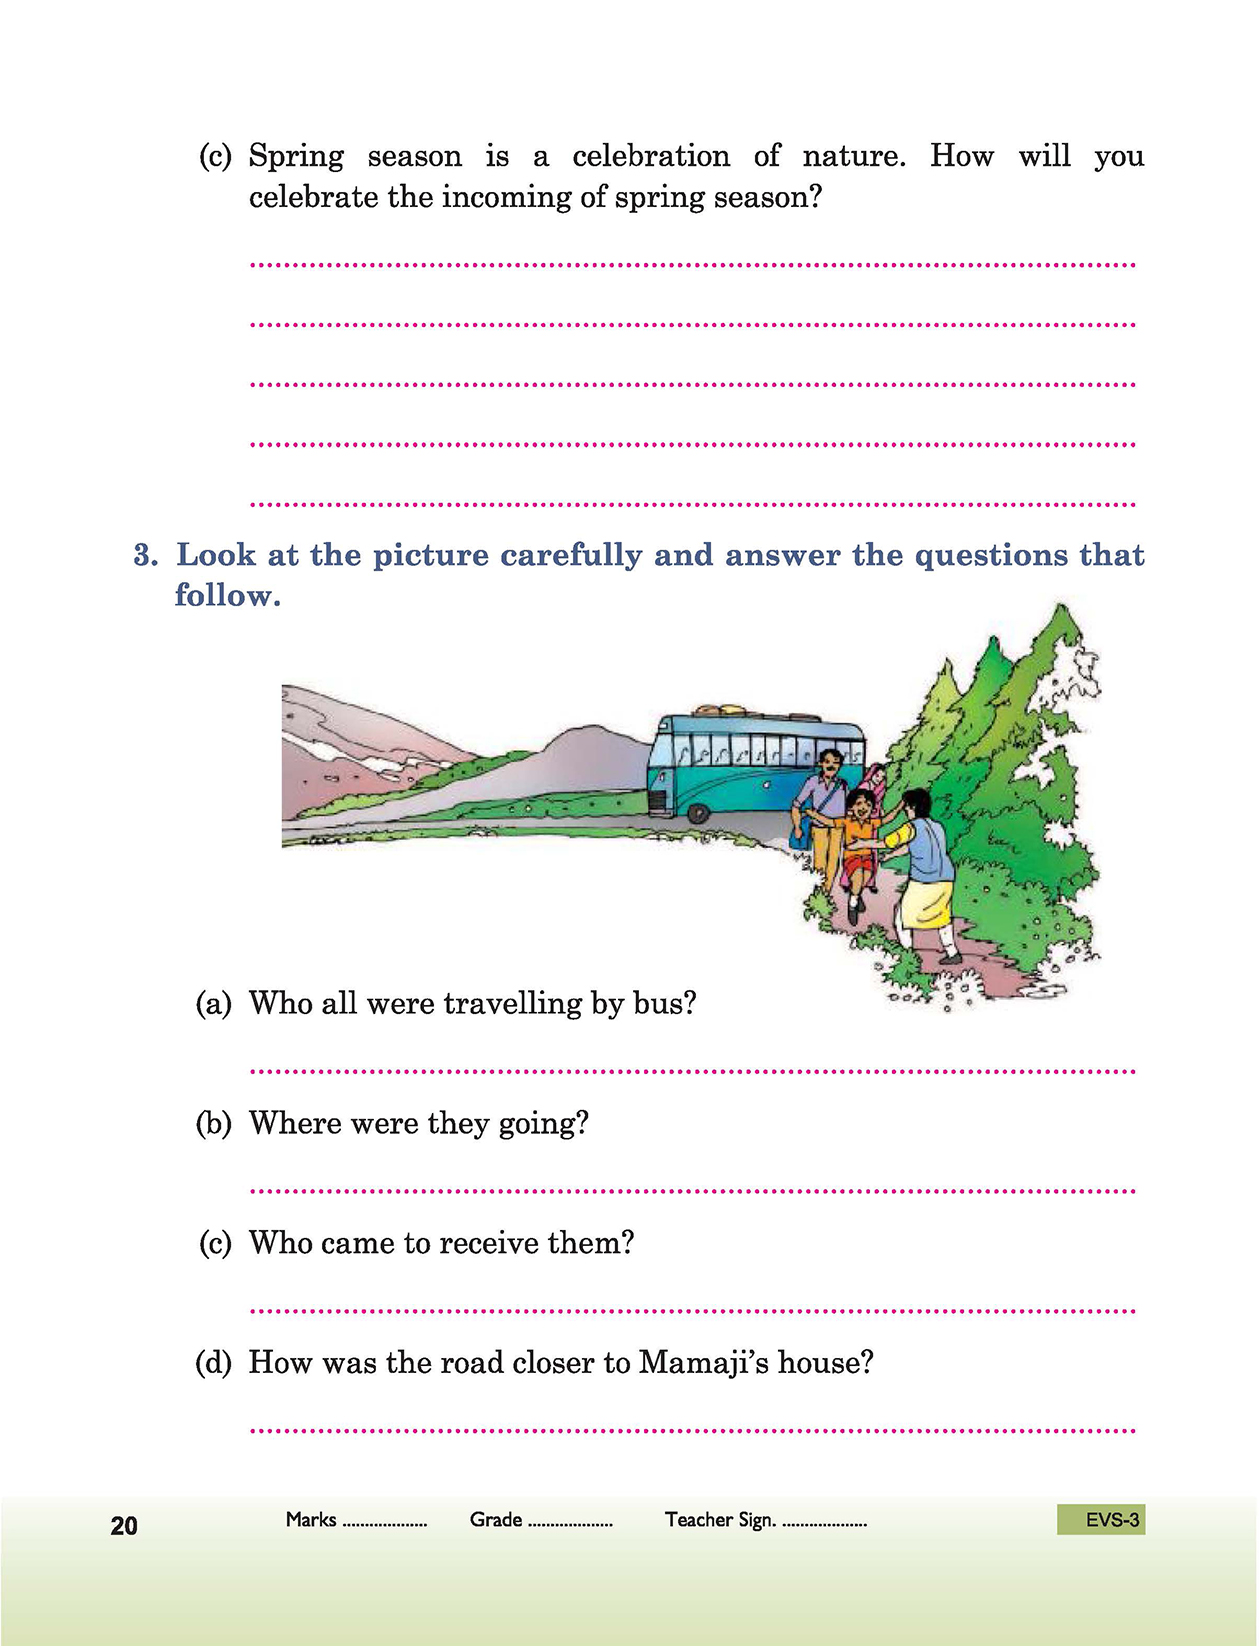 (c) Spring season is a celebration of nature. How will you
celebrate the incoming of spring season?
3. Look at the picture carefully and answer the questions that
follow.
(a) Who all were travelling by bus?
(b) Where were they going?
(c) Who came to receive them?
(d) How was the road closer to Mamaji's house?
20 Marks ................... Grade ................... Teacher Sign. ................... EVS-3